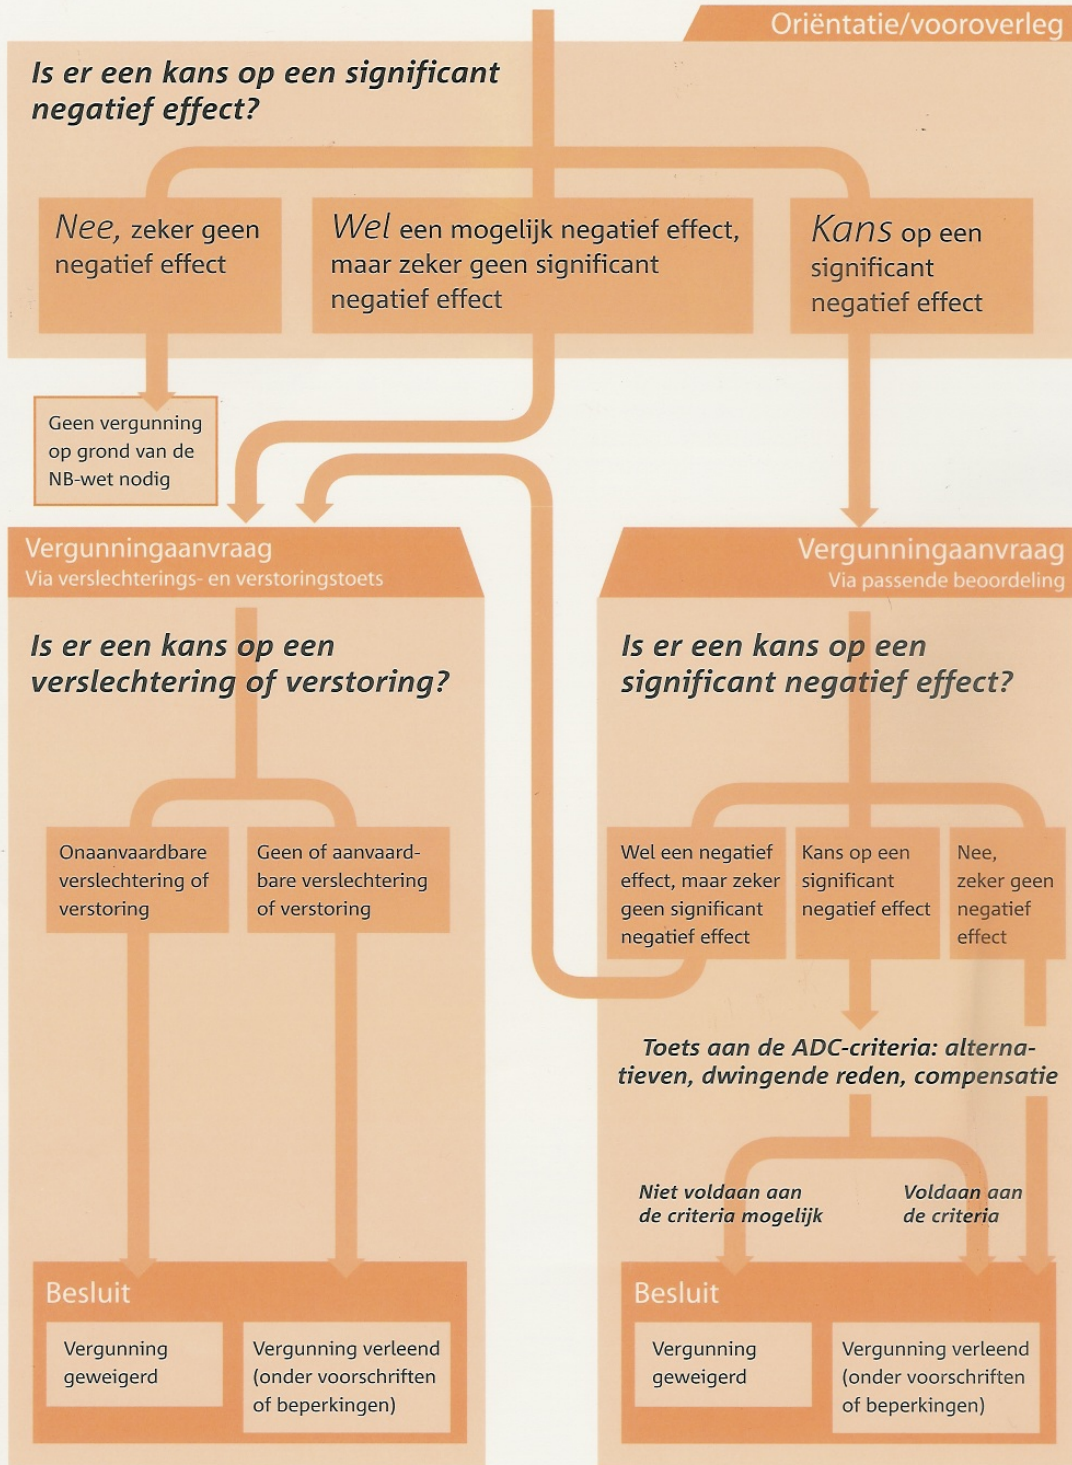 Oriëntatie/vooroverleg
Is er een kans op een significant
negatief effect?
Nee, zeker geen
negatief effect
Wel een mogelijk negatief effect,
maar zeker geen significant
negatief effect
Kans op een
significant
negatief effect
Geen vergunning
op grond van de
NB-wet nodig
Vergunningaanvraag
Via verslechterings- en verstoringstoets
Is er een kans op een
verslechtering of verstoring?
Onaanvaardbare
verslechtering of
verstoring
Geen of aanvaard-
bare verslechtering
of verstoring
Besluit
Vergunning
geweigerd
Vergunning verleend
(onder voorschriften
of beperkingen)
Vergunningaanvraag
Via passende beoordeling
Is er een kans op een
significant negatief effect?
Wel een negatief
effect, maar zeker
geen significant
negatief effect
Kans op een
significant
negatief effect
Nee,
zeker geen
negatief
effect
Toets aan de ADC-criteria: alterna-
tieven, dwingende reden, compensatie
Niet voldaan aan
de criteria mogelijk
Voldaan aan
de criteria
Besluit
Vergunning
geweigerd
Vergunning verleend
(onder voorschriften
of beperkingen)